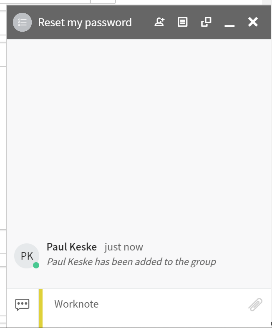 Reset my password
Paul Keske just now
PK
Paul Keske has been added to the group
Worknote